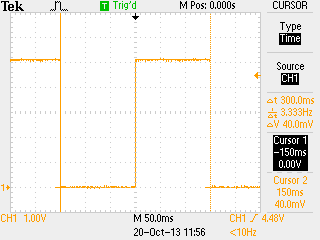 Tek T Trig'd M Pos: 0.000s CURSOR
Type
Time
Source
CH1
Δt 300.0ms
3.333Hz
ΔV 40.0mV
Cursor 1
-150ms
0.00V
Cursor 2
150ms
40.0mV
1
CH1 1.00V M 50.0ms CH1 4.48V
20-Oct-13 11:56 <10Hz